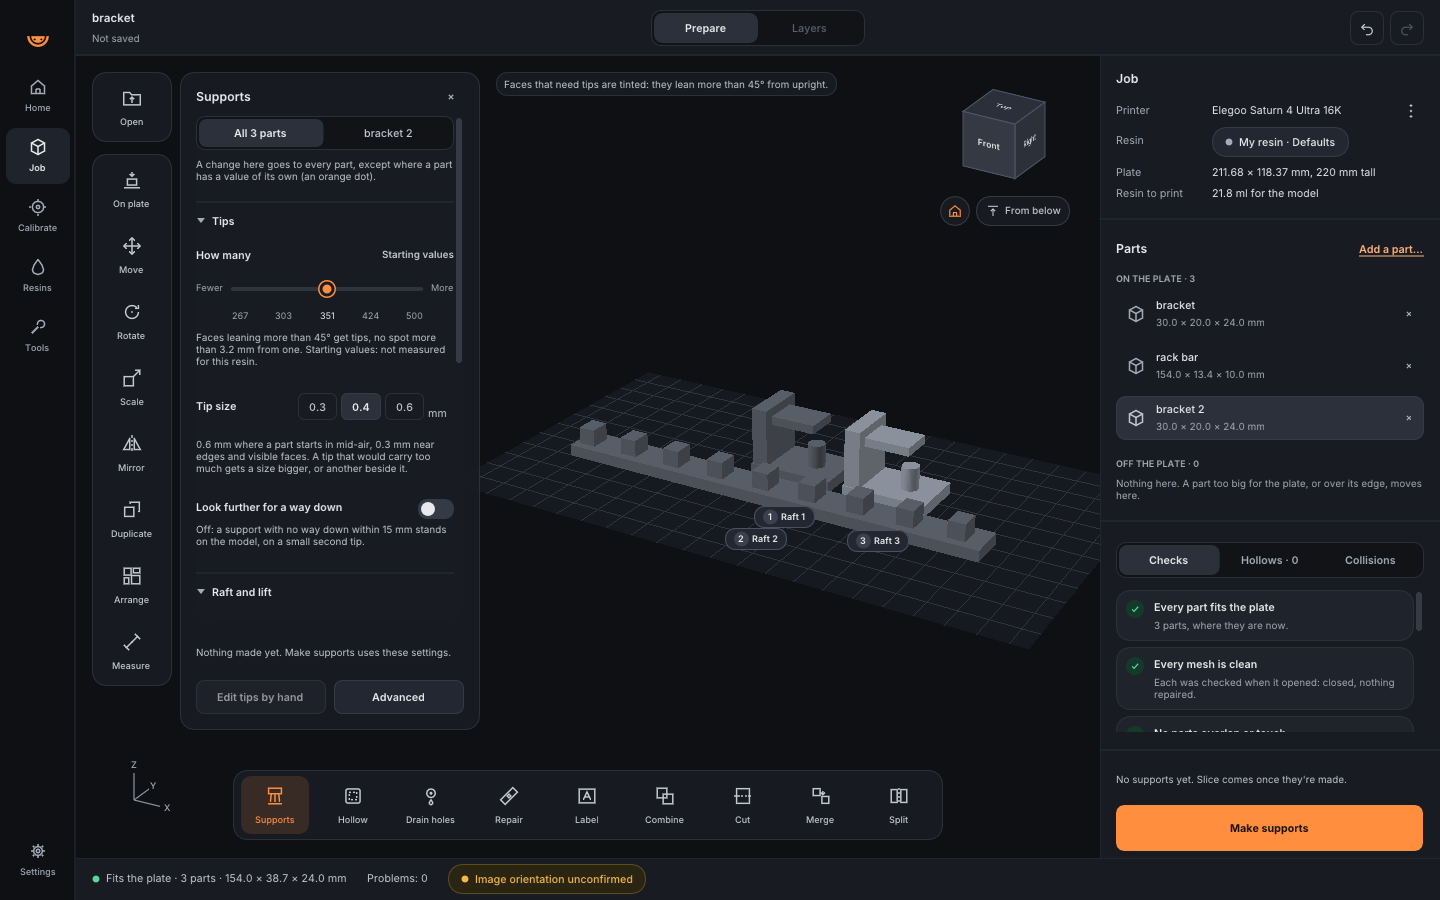 bracket
Not saved
Prepare
Layers
Home
Job
Calibrate
Resins
Tools
Settings
Open
On plate
Move
Rotate
Scale
Mirror
Duplicate
Arrange
Measure
Supports
×
All 3 parts
bracket 2
A change here goes to every part, except where a part
has a value of its own (an orange dot).
Tips
How many
Starting values
Fewer
More
267 303 351 424 500
Faces leaning more than 45° get tips, no spot more
than 3.2 mm from one. Starting values: not measured
for this resin.
Tip size
0.3 0.4 0.6 mm
0.6 mm where a part starts in mid-air, 0.3 mm near
edges and visible faces. A tip that would carry too
much gets a size bigger, or another beside it.
Look further for a way down
Off: a support with no way down within 15 mm stands
on the model, on a small second tip.
Raft and lift
Nothing made yet. Make supports uses these settings.
Edit tips by hand
Advanced
Faces that need tips are tinted: they lean more than 45° from upright.
Top
Front
Right
From below
1 Raft 1
2 Raft 2
3 Raft 3
Z
Y
X
Supports
Hollow
Drain holes
Repair
Label
Combine
Cut
Merge
Split
Job
Printer
Elegoo Saturn 4 Ultra 16K
Resin
My resin · Defaults
Plate
211.68 × 118.37 mm, 220 mm tall
Resin to print
21.8 ml for the model
Parts
Add a part...
ON THE PLATE · 3
bracket
30.0 × 20.0 × 24.0 mm
×
rack bar
154.0 × 13.4 × 10.0 mm
×
bracket 2
30.0 × 20.0 × 24.0 mm
×
OFF THE PLATE · 0
Nothing here. A part too big for the plate, or over its edge, moves
here.
Checks
Hollows · 0
Collisions
Every part fits the plate
3 parts, where they are now.
Every mesh is clean
Each was checked when it opened: closed, nothing
repaired.
No parts overlap or touch
No supports yet. Slice comes once they're made.
Make supports
Fits the plate · 3 parts · 154.0 × 38.7 × 24.0 mm
Problems: 0
Image orientation unconfirmed